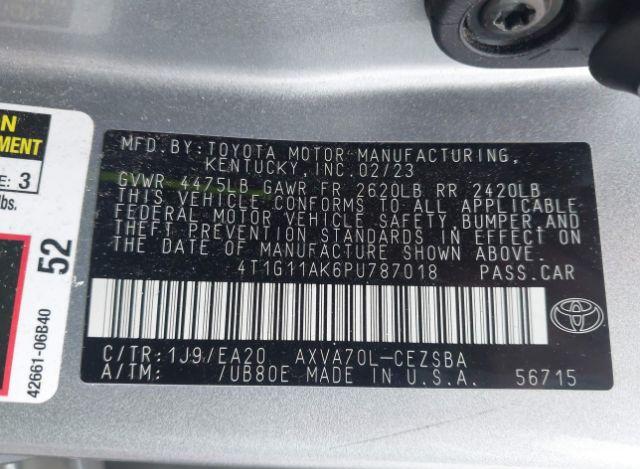 MFD.BY:TOYOTA MOTOR MANUFACTURING,
KENTUCKY,INC.02/23
GVWR 4475LB GAWR FR 2620LB RR 2420LB
THIS VEHICLE CONFORMS TO ALL APPLICABLE
FEDERAL MOTOR VEHICLE SAFETY,BUMPER,AND
THEFT PREVENTION STANDARDS IN EFFECT ON
THE DATE OF MANUFACTURE SHOWN ABOVE.
4T1G11AK6PU787018 PASS.CAR
C/TR:1J9/EA20 AXVA70L-CEZSBA
A/TM: /UB80E MADE IN U.S.A. 56715
E: 3
lbs.
52
42661-06B40